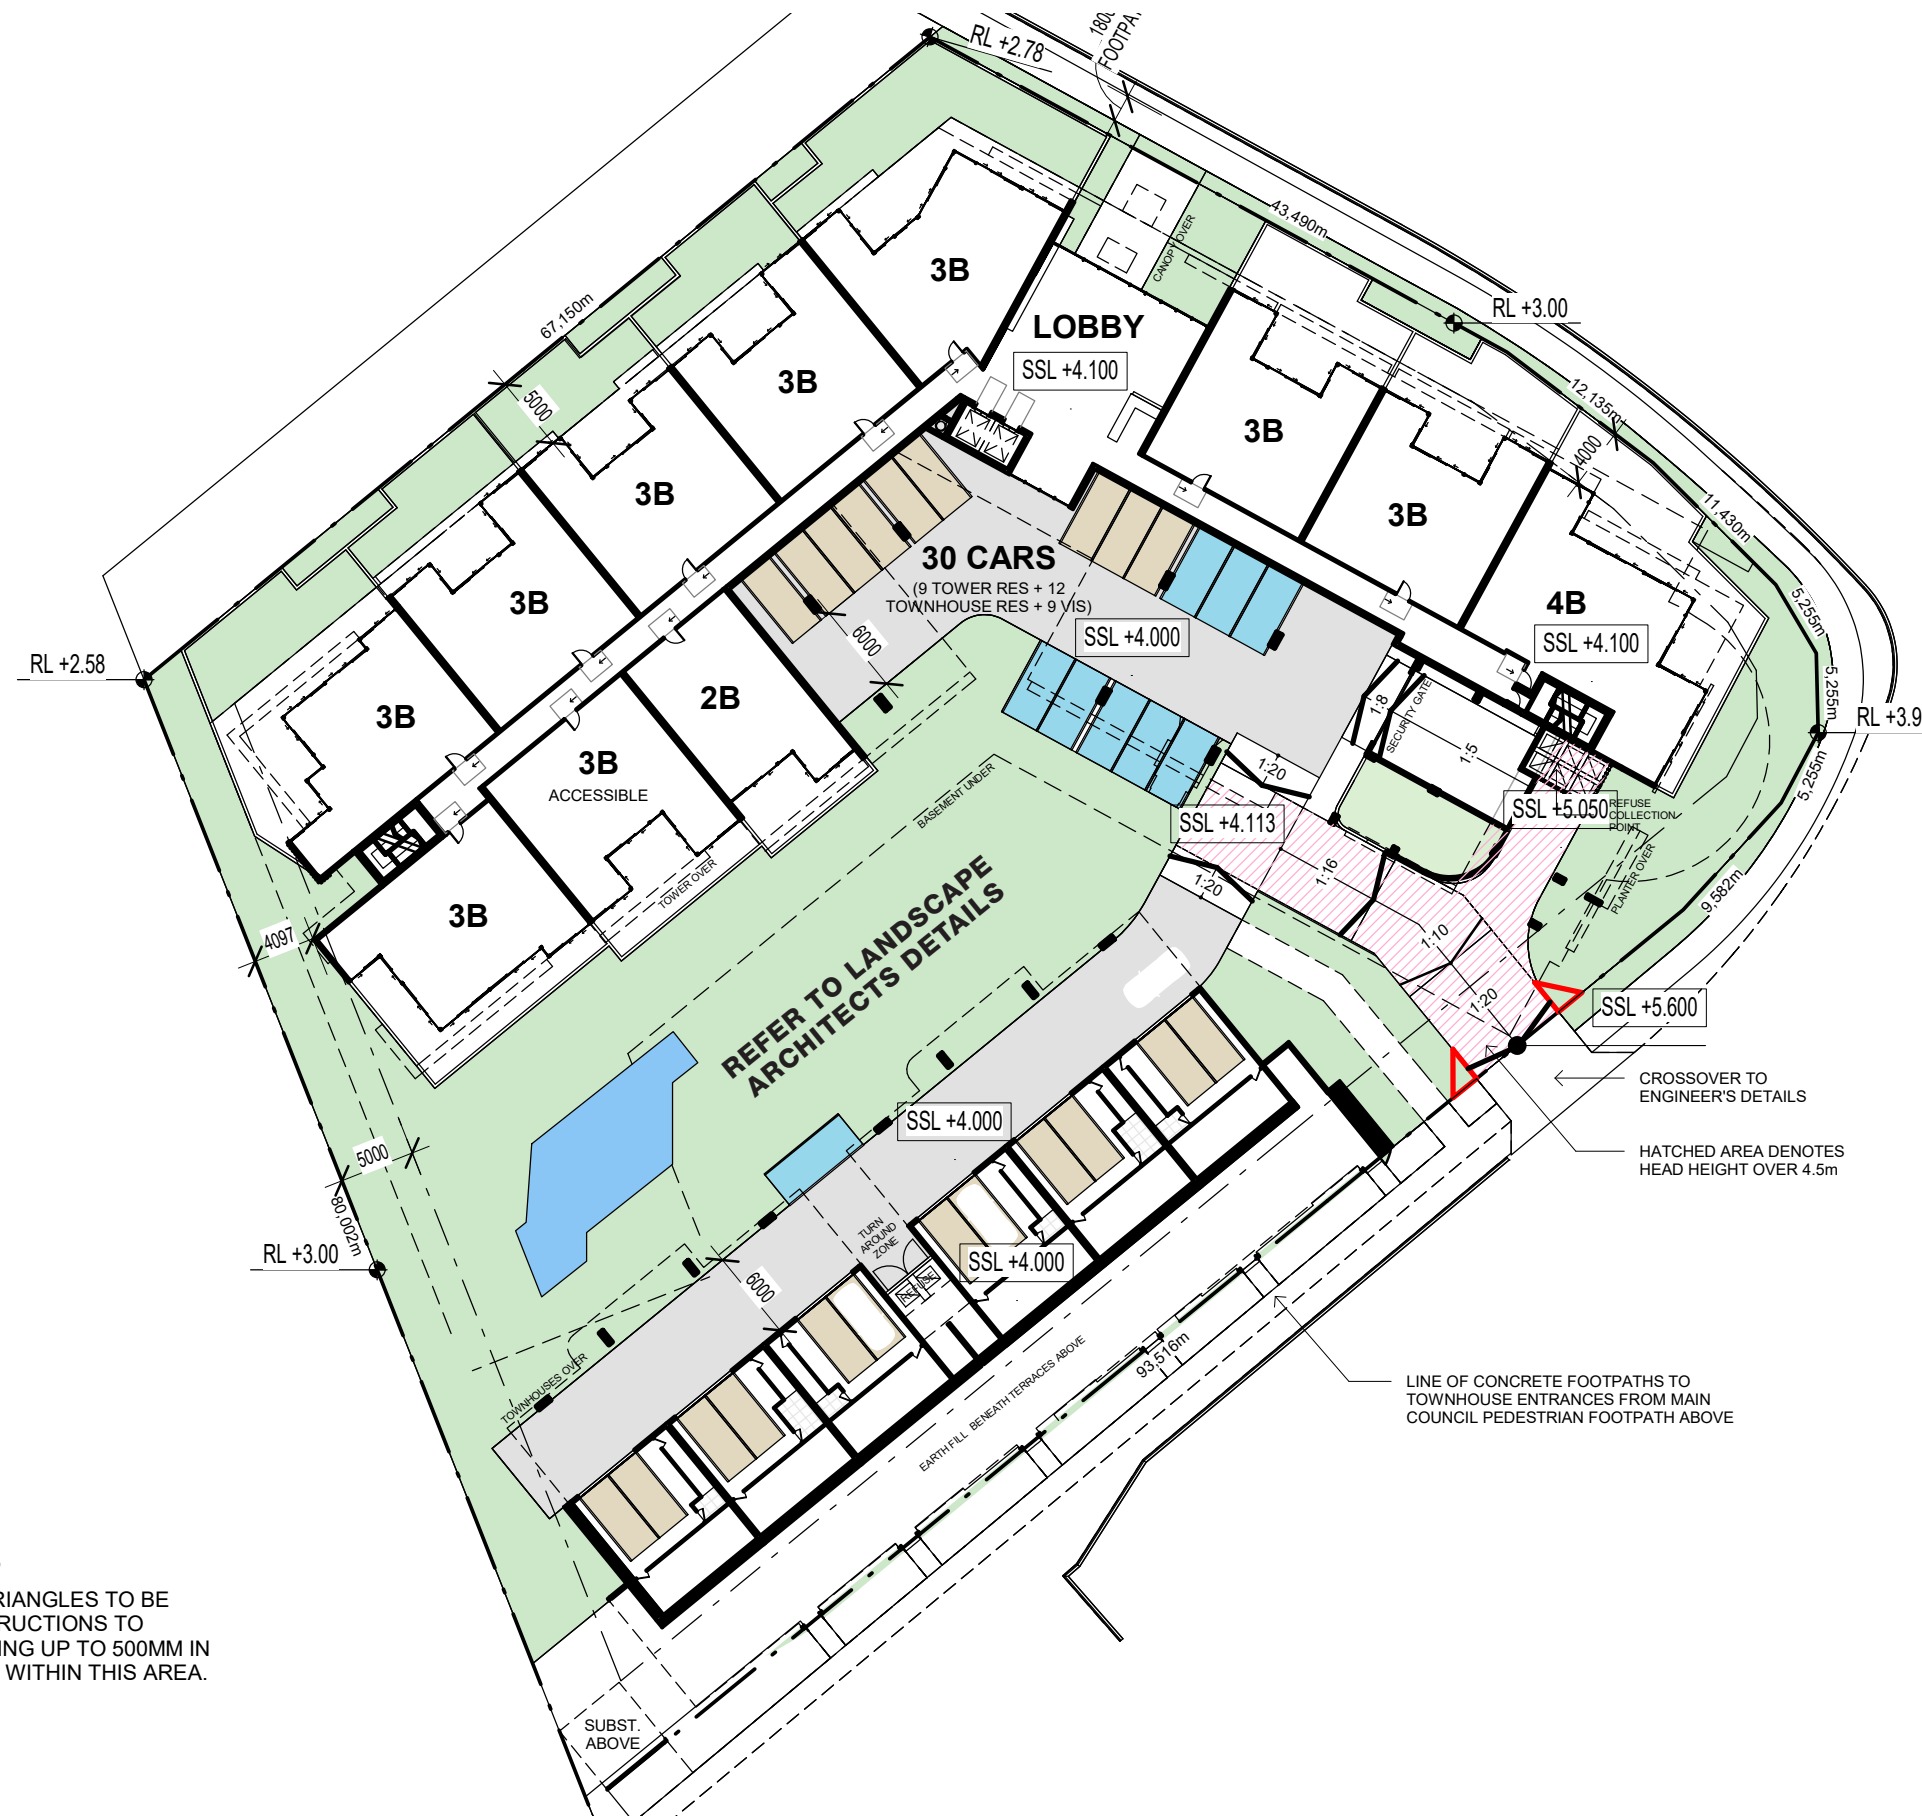 RL +2.78
FOOTPA
43,490m
CANOPY OVER
3B
67,150m
LOBBY
SSL +4.100
RL +3.00
3B
5000
12,135m
3B
4000
3B
3B
11,430m
30 CARS
(9 TOWER RES + 12
TOWNHOUSE RES + 9 VIS)
3B
4B
5,255m
SSL +4.000
SSL +4.100
6000
RL +2.58
2B
1:8
SECURITY GATE
5,255m
3B
RL +3.9
1:5
3B
ACCESSIBLE
1:20
5,255m
BASEMENT UNDER
SSL +5.050
REFUSE
COLLECTION
POINT
SSL +4.113
1:16
1:20
TOWER OVER
PLANTER OVER
9,582m
3B
REFER TO LANDSCAPE
ARCHITECTS DETAILS
4097
1:10
1:20
SSL +5.600
CROSSOVER TO
ENGINEER'S DETAILS
SSL +4.000
5000
HATCHED AREA DENOTES
HEAD HEIGHT OVER 4.5m
80,002m
TURN
AROUND
ZONE
RL +3.00
SSL +4.000
6000
REFUSE
TOWNHOUSES OVER
93,516m
EARTH FILL BENEATH TERRACES ABOVE
LINE OF CONCRETE FOOTPATHS TO
TOWNHOUSE ENTRANCES FROM MAIN
COUNCIL PEDESTRIAN FOOTPATH ABOVE
RIANGLES TO BE
RUCTIONS TO
ING UP TO 500MM IN
WITHIN THIS AREA.
SUBST.
ABOVE